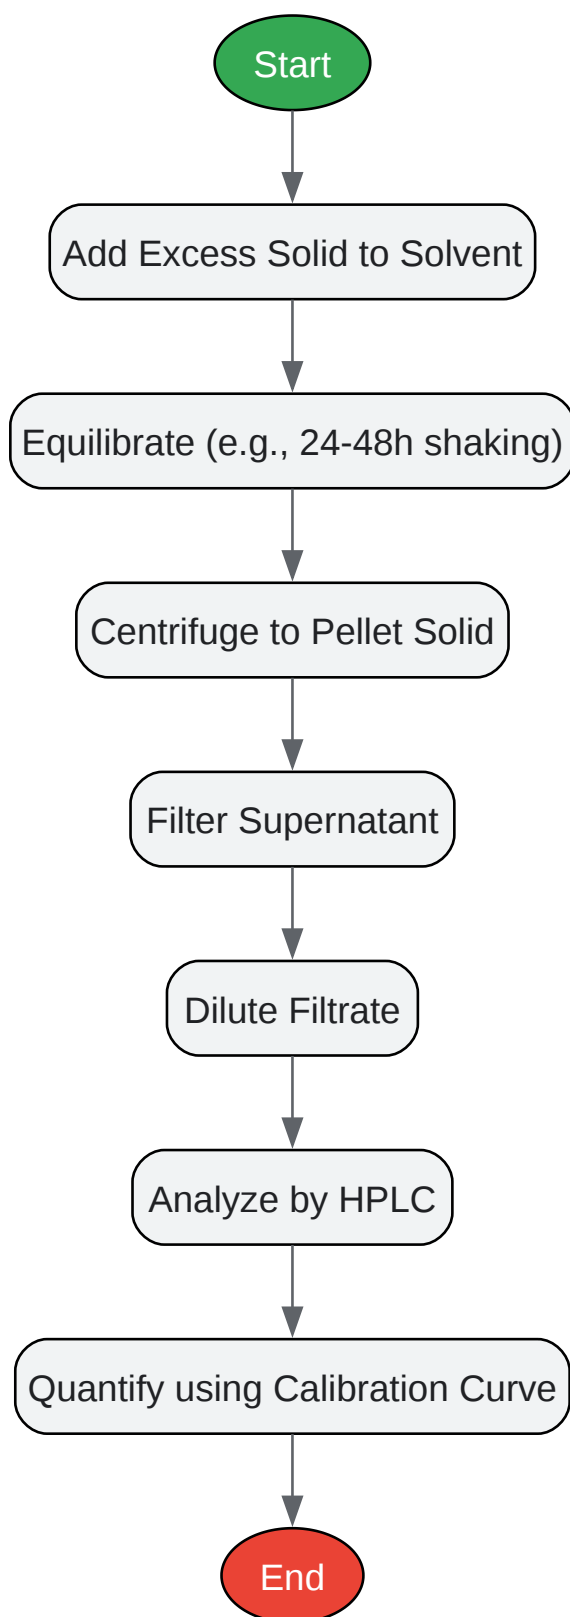 Start
Add Excess Solid to Solvent
Equilibrate (e.g., 24-48h shaking)
Centrifuge to Pellet Solid
Filter Supernatant
Dilute Filtrate
Analyze by HPLC
Quantify using Calibration Curve
End